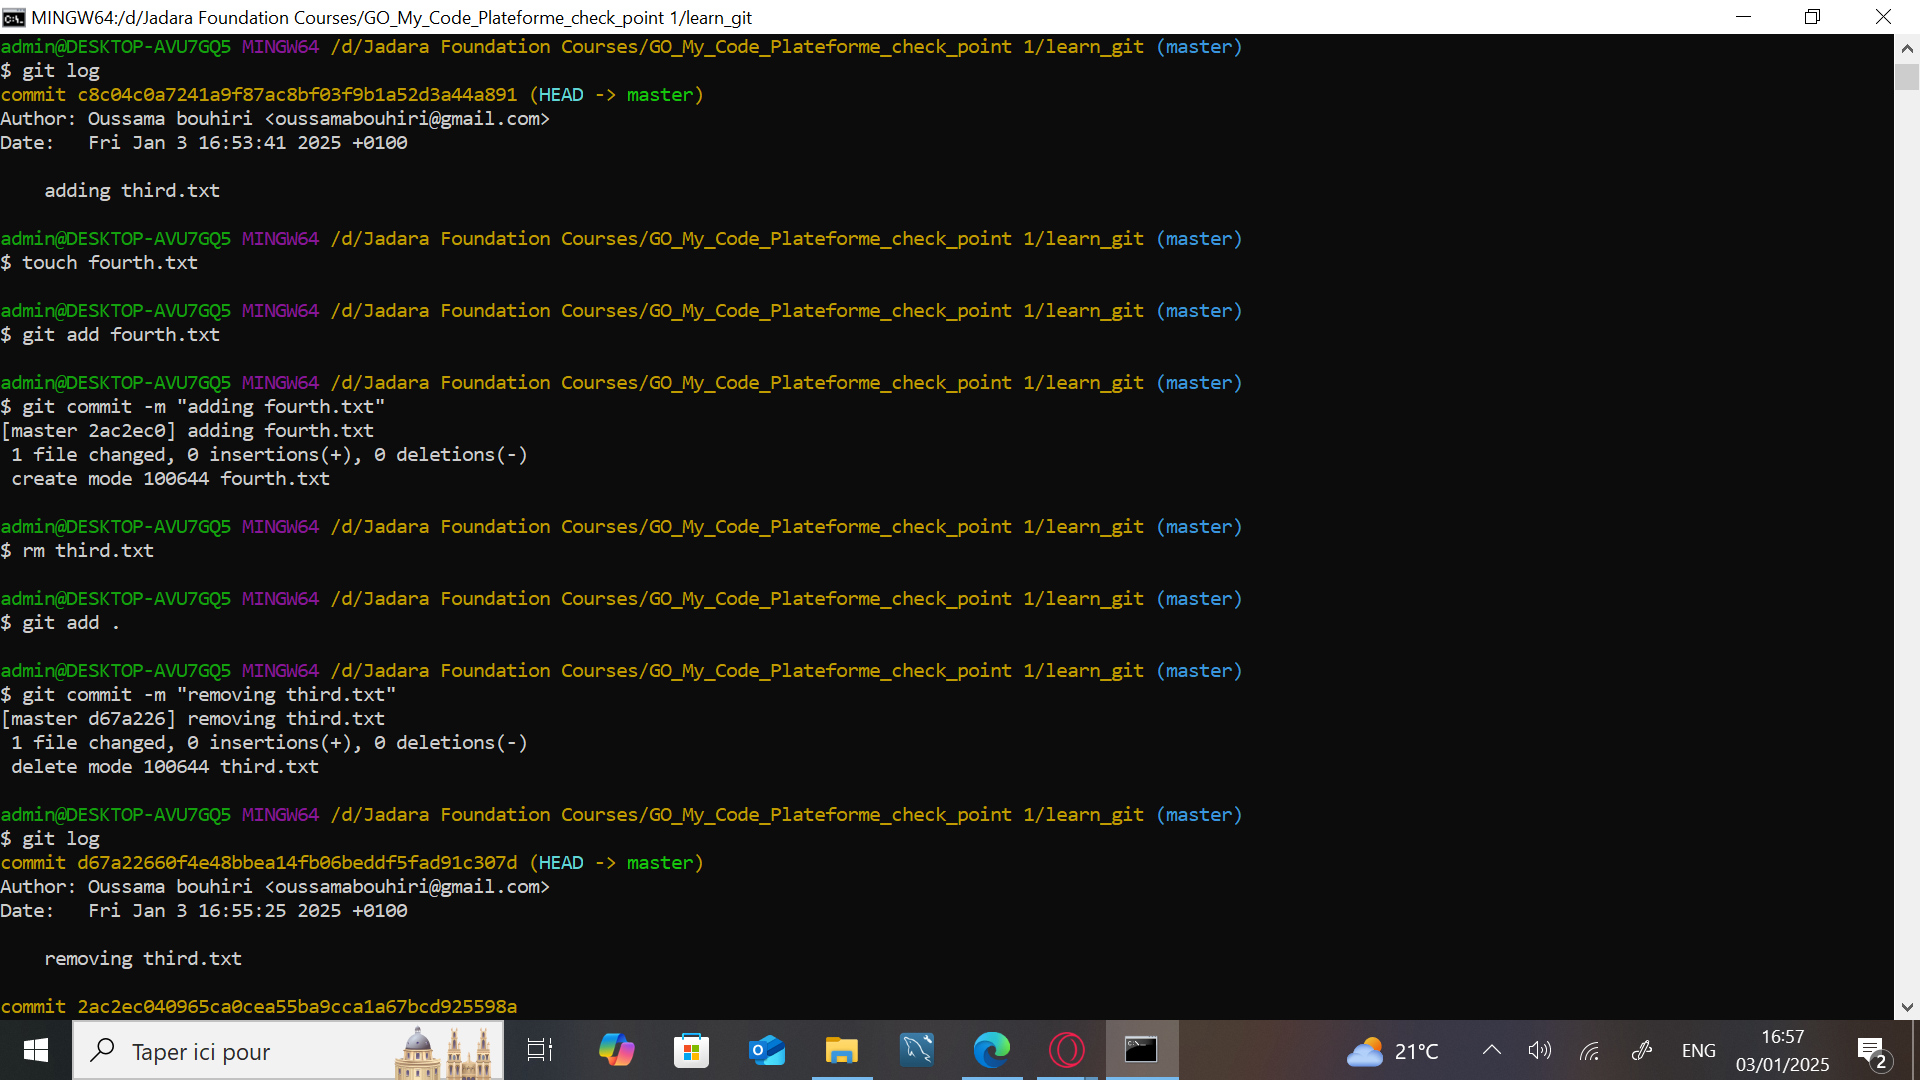 MINGW64:/d/Jadara Foundation Courses/GO_My_Code_Plateforme_check_point 1/learn_git
admin@DESKTOP-AVU7GQ5 MINGW64 /d/Jadara Foundation Courses/GO_My_Code_Plateforme_check_point 1/learn_git (master)
$ git log
commit c8c04c0a7241a9f87ac8bf03f9b1a52d3a44a891 (HEAD -> master)
Author: Oussama bouhiri <oussamabouhiri@gmail.com>
Date:   Fri Jan 3 16:53:41 2025 +0100
    adding third.txt
admin@DESKTOP-AVU7GQ5 MINGW64 /d/Jadara Foundation Courses/GO_My_Code_Plateforme_check_point 1/learn_git (master)
$ touch fourth.txt
admin@DESKTOP-AVU7GQ5 MINGW64 /d/Jadara Foundation Courses/GO_My_Code_Plateforme_check_point 1/learn_git (master)
$ git add fourth.txt
admin@DESKTOP-AVU7GQ5 MINGW64 /d/Jadara Foundation Courses/GO_My_Code_Plateforme_check_point 1/learn_git (master)
$ git commit -m "adding fourth.txt"
[master 2ac2ec0] adding fourth.txt
 1 file changed, 0 insertions(+), 0 deletions(-)
 create mode 100644 fourth.txt
admin@DESKTOP-AVU7GQ5 MINGW64 /d/Jadara Foundation Courses/GO_My_Code_Plateforme_check_point 1/learn_git (master)
$ rm third.txt
admin@DESKTOP-AVU7GQ5 MINGW64 /d/Jadara Foundation Courses/GO_My_Code_Plateforme_check_point 1/learn_git (master)
$ git add .
admin@DESKTOP-AVU7GQ5 MINGW64 /d/Jadara Foundation Courses/GO_My_Code_Plateforme_check_point 1/learn_git (master)
$ git commit -m "removing third.txt"
[master d67a226] removing third.txt
 1 file changed, 0 insertions(+), 0 deletions(-)
 delete mode 100644 third.txt
admin@DESKTOP-AVU7GQ5 MINGW64 /d/Jadara Foundation Courses/GO_My_Code_Plateforme_check_point 1/learn_git (master)
$ git log
commit d67a22660f4e48bbea14fb06beddf5fad91c307d (HEAD -> master)
Author: Oussama bouhiri <oussamabouhiri@gmail.com>
Date:   Fri Jan 3 16:55:25 2025 +0100
    removing third.txt
commit 2ac2ec040965ca0cea55ba9cca1a67bcd925598a
Taper ici pour
21°C
ENG
16:57
03/01/2025
2